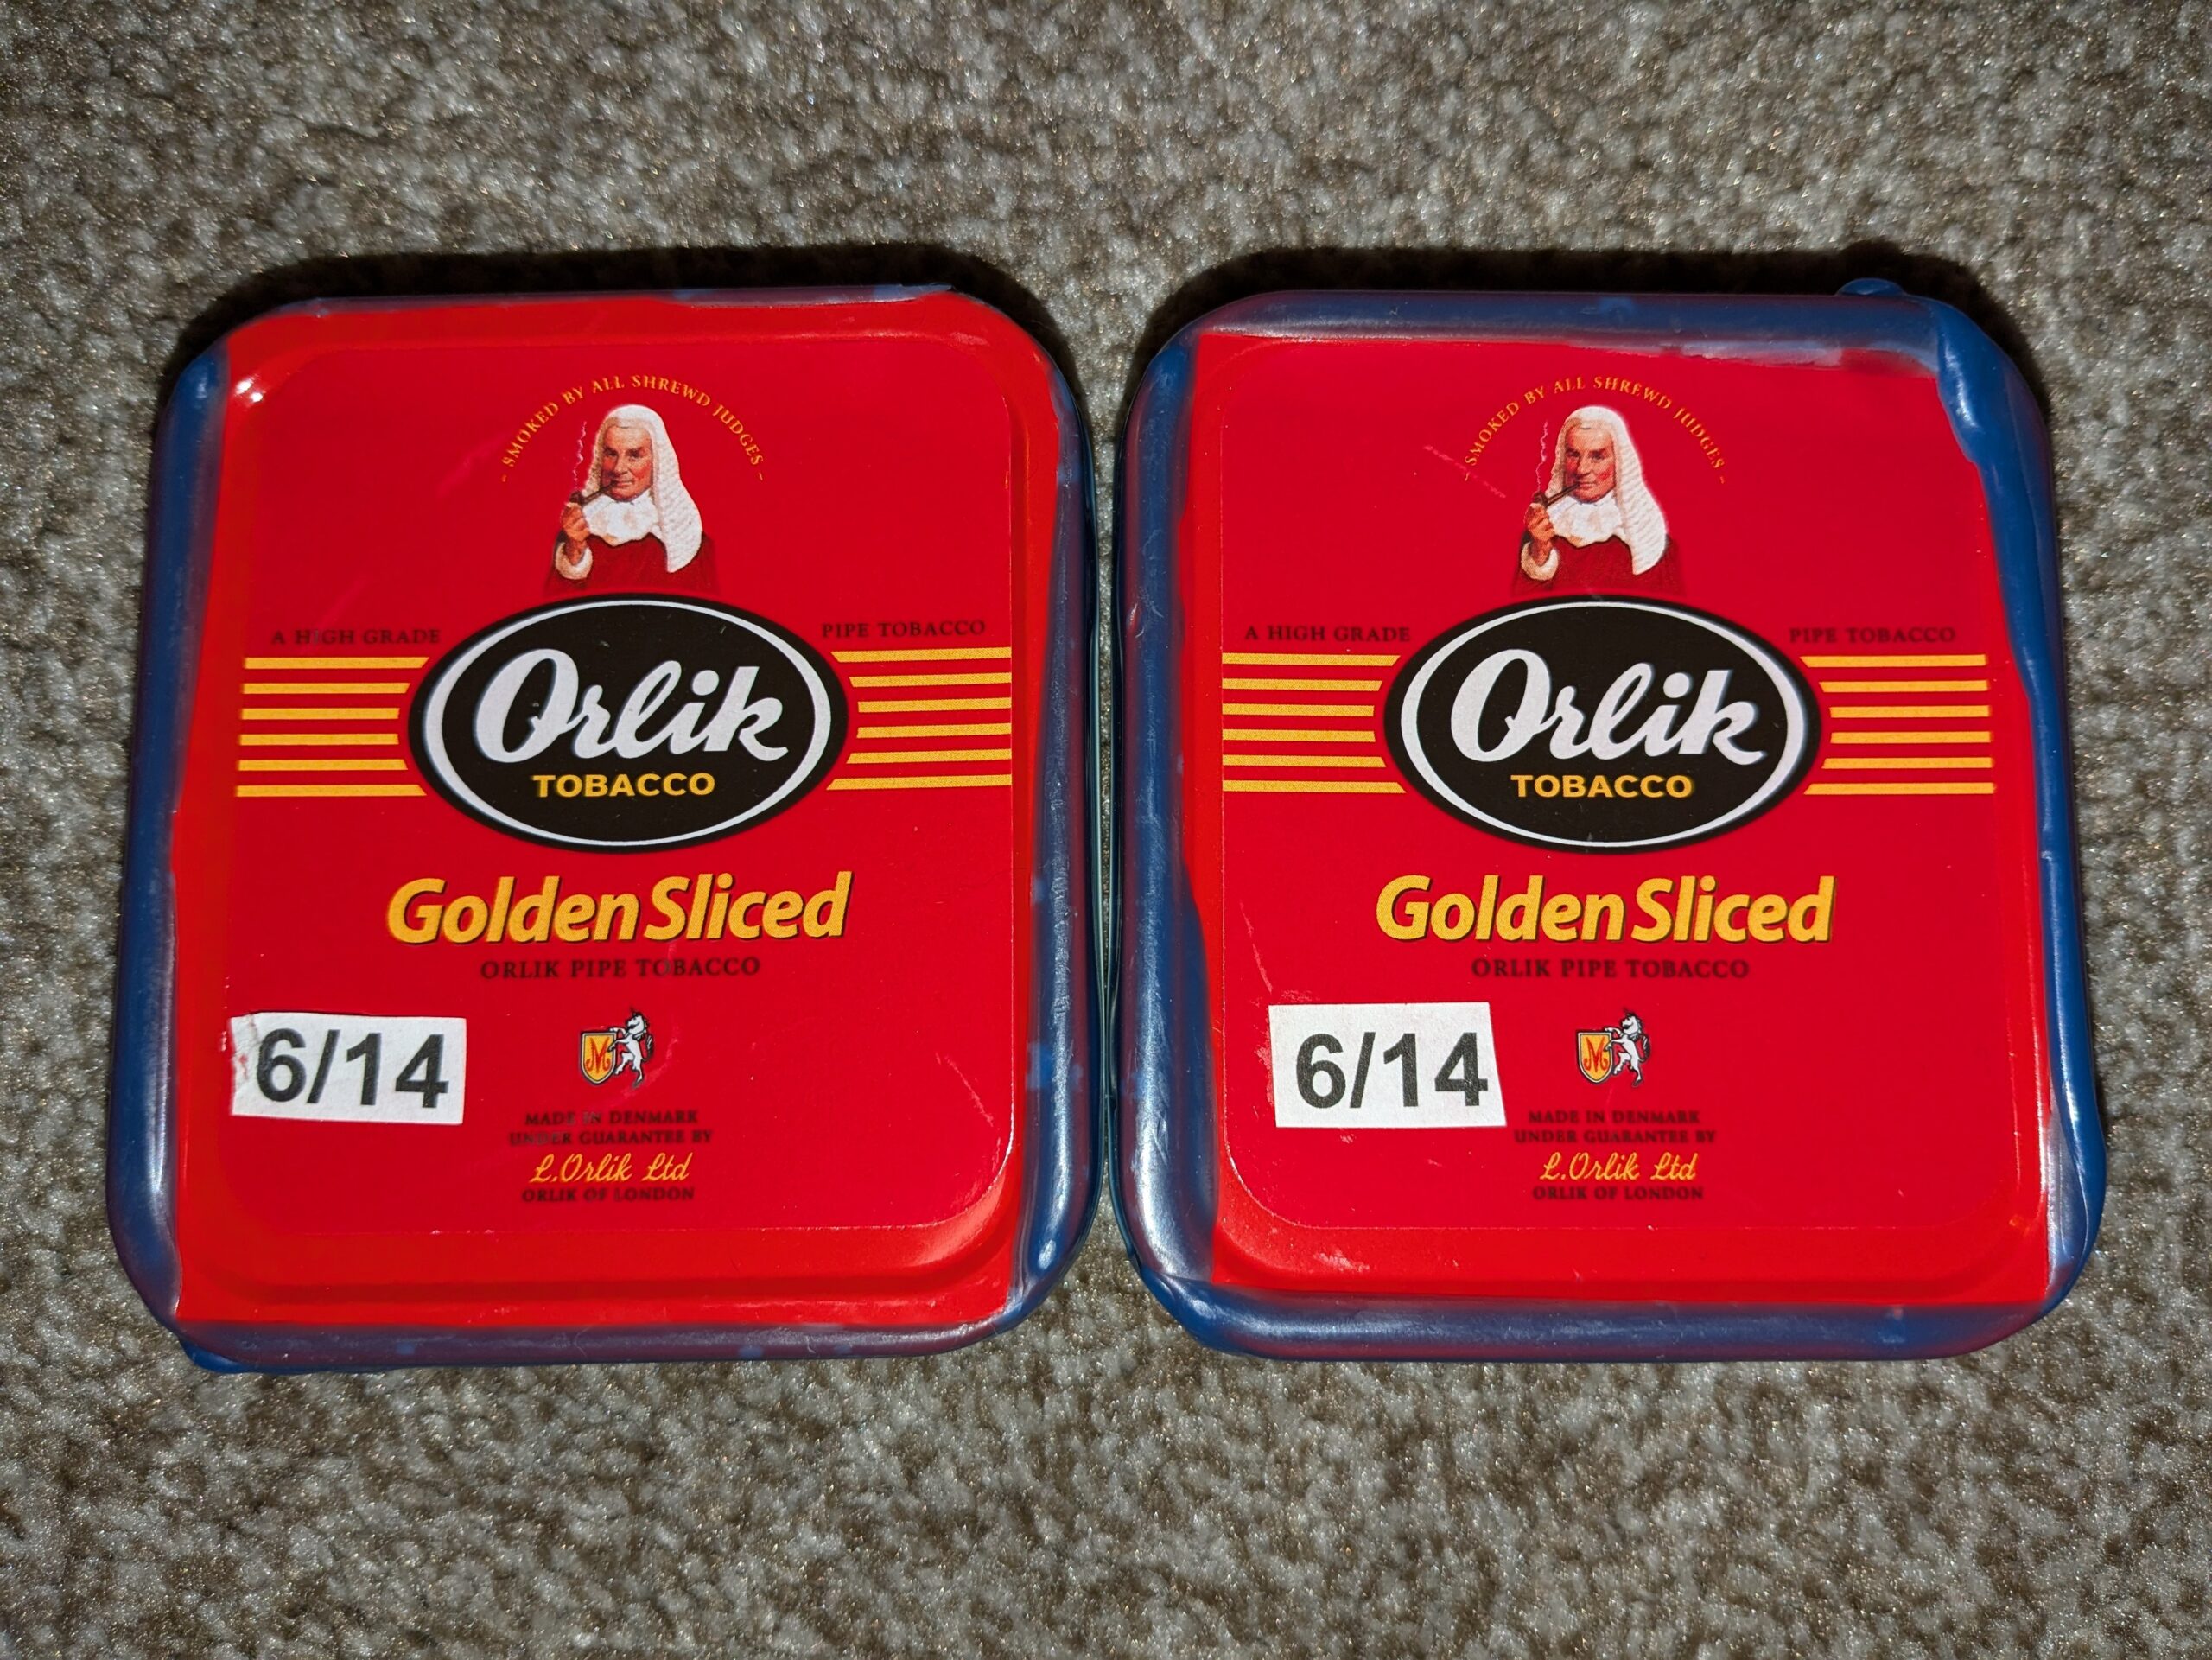 - SMOKED BY ALL SHREWD JUDGES -
A HIGH GRADE
PIPE TOBACCO
Orlik
TOBACCO
Golden Sliced
ORLIK PIPE TOBACCO
6/14
M
MADE IN DENMARK
UNDER GUARANTEE BY
L.Orlik Ltd
ORLIK OF LONDON
- SMOKED BY ALL SHREWD JUDGES -
A HIGH GRADE
PIPE TOBACCO
Orlik
TOBACCO
Golden Sliced
ORLIK PIPE TOBACCO
6/14
M
MADE IN DENMARK
UNDER GUARANTEE BY
L.Orlik Ltd
ORLIK OF LONDON